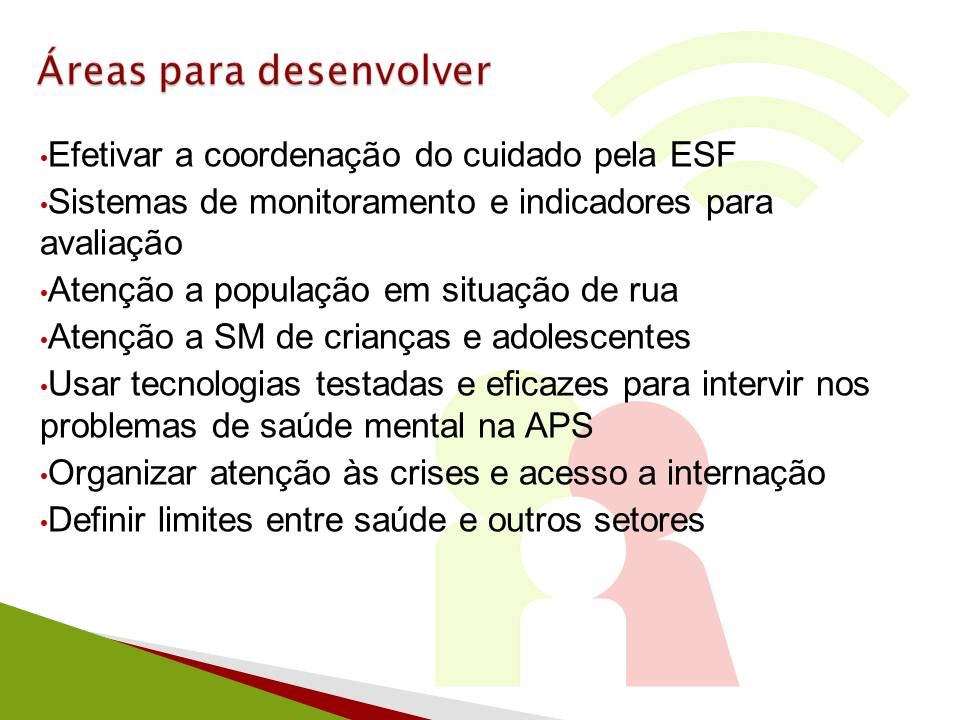 Áreas para desenvolver
•Efetivar a coordenação do cuidado pela ESF
•Sistemas de monitoramento e indicadores para
avaliação
•Atenção a população em situação de rua
•Atenção a SM de crianças e adolescentes
•Usar tecnologias testadas e eficazes para intervir nos
problemas de saúde mental na APS
•Organizar atenção às crises e acesso a internação
•Definir limites entre saúde e outros setores